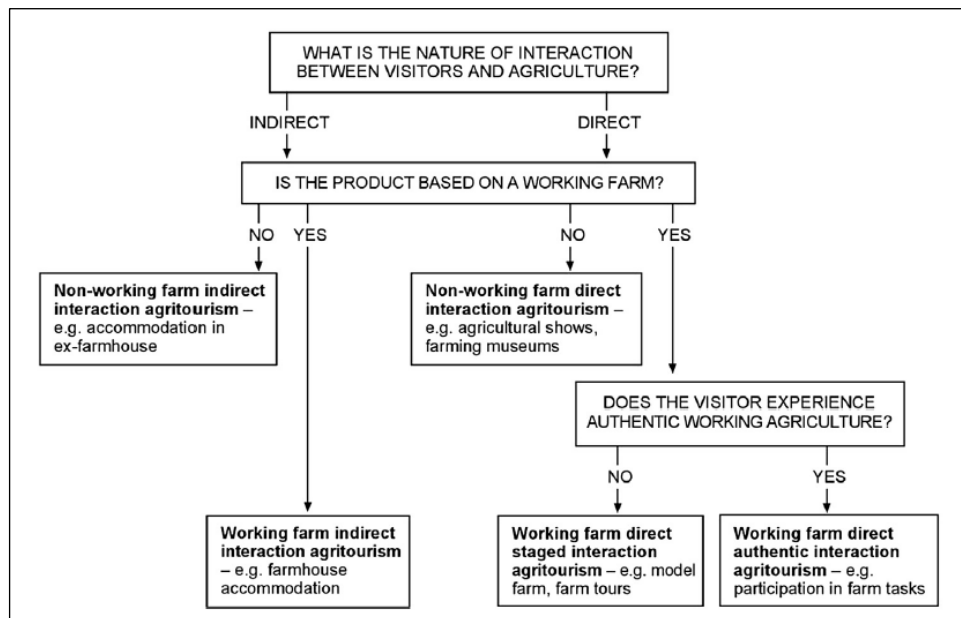 WHAT IS THE NATURE OF INTERACTION
BETWEEN VISITORS AND AGRICULTURE?
INDIRECT
DIRECT
IS THE PRODUCT BASED ON A WORKING FARM?
NO
YES
NO
YES
Non-working farm indirect
interaction agritourism –
e.g. accommodation in
ex-farmhouse
Non-working farm direct
interaction agritourism –
e.g. agricultural shows,
farming museums
DOES THE VISITOR EXPERIENCE
AUTHENTIC WORKING AGRICULTURE?
NO
YES
Working farm indirect
interaction agritourism
– e.g. farmhouse
accommodation
Working farm direct
staged interaction
agritourism – e.g. model
farm, farm tours
Working farm direct
authentic interaction
agritourism – e.g.
participation in farm tasks